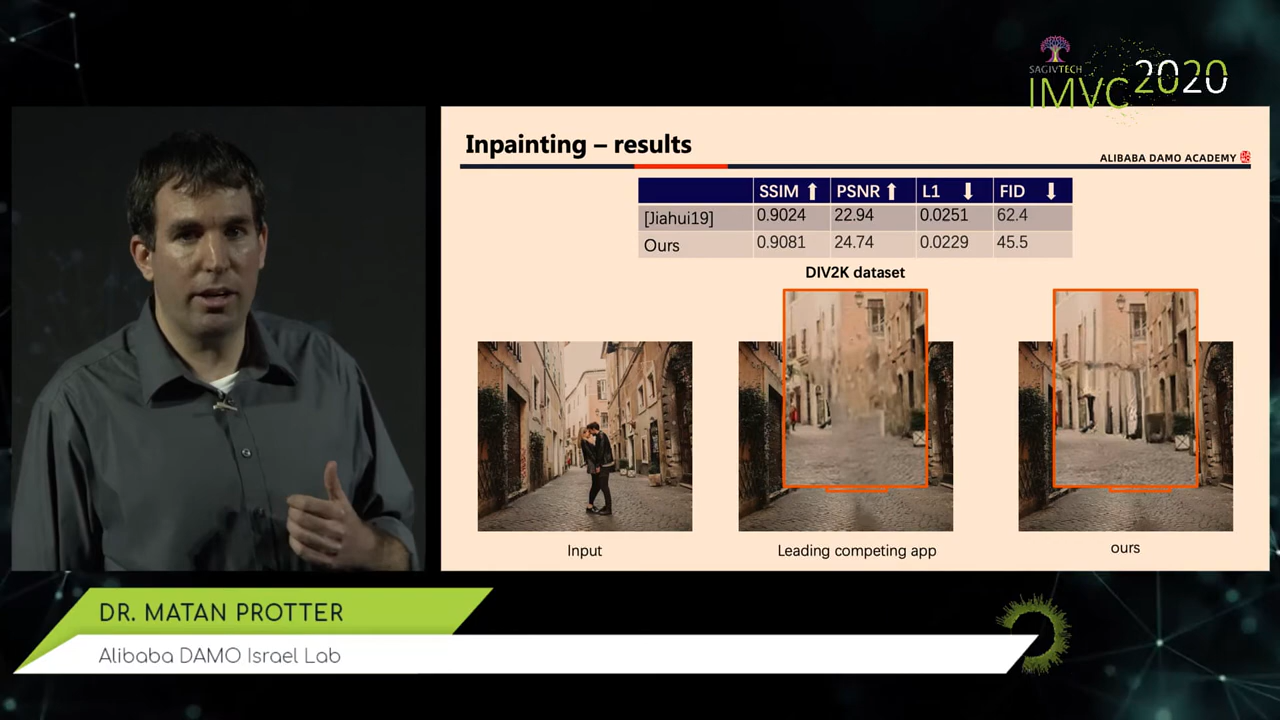 SAGIVTECH
IMVC 2020
Inpainting – results
ALIBABA DAMO ACADEMY
SSIM ⬆ PSNR ⬆ L1 ⬇ FID ⬇
[Jiahui19] 0.9024 22.94 0.0251 62.4
Ours 0.9081 24.74 0.0229 45.5
DIV2K dataset
Input
Leading competing app
ours
DR. MATAN PROTTER
Alibaba DAMO Israel Lab